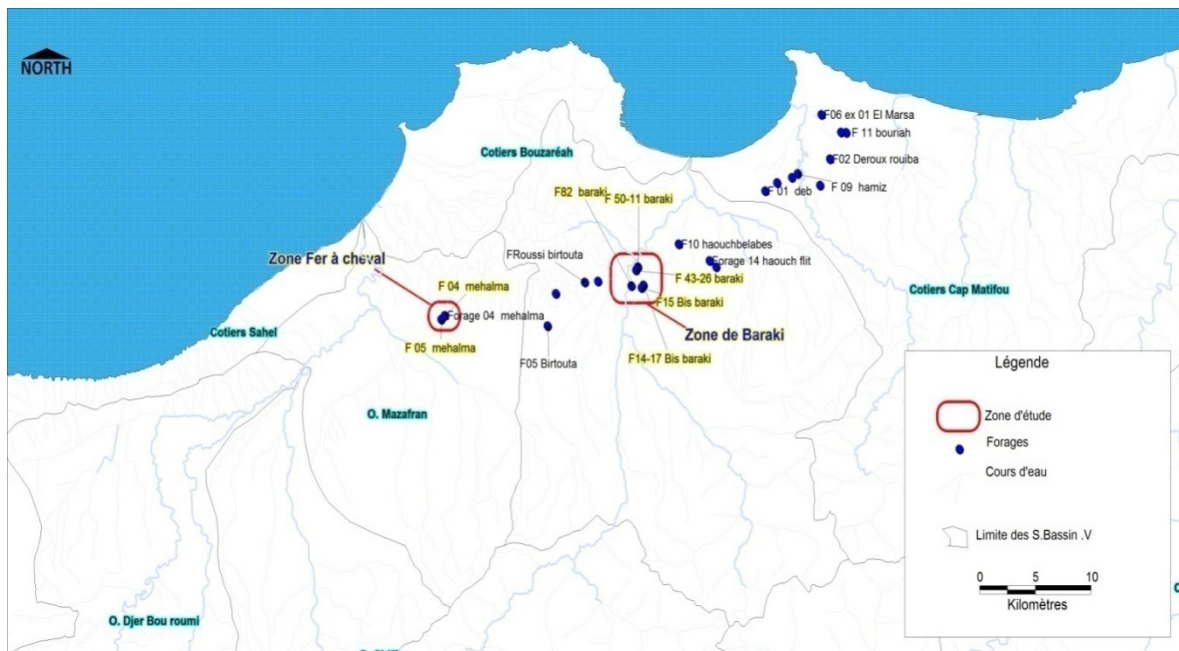 NORTH
F06 ex 01 El Marsa
F 11 bouriah
Cotiers Bouzaréah
F02 Deroux rouiba
F82 baraki
F 50-11 baraki
F 01 deb
F 09 hamiz
F10 haouchbelabes
Zone Fer à cheval
FRoussi birtouta
Forage 14 haouch flit
F 04 mehalma
F 43-26 baraki
Cotiers Cap Matifou
F15 Bis baraki
Forage 04 mehalma
Cotiers Sahel
Zone de Baraki
F 05 mehalma
F05 Birtouta
F14-17 Bis baraki
Légende
O. Mazafran
Zone d'étude
Forages
Cours d'eau
Limite des S.Bassin .V
0 5 10
Kilomètres
O. Djer Bou roumi